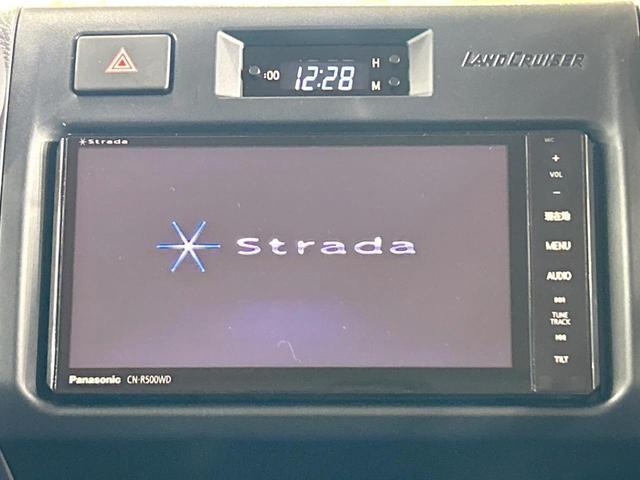 :00 12:28 H
M
LANDCRUISER
Strada
MIC
+
VOL
−
現在地
Strada
MENU
AUDIO
TUNE
TRACK
TILT
Panasonic CN-R500WD